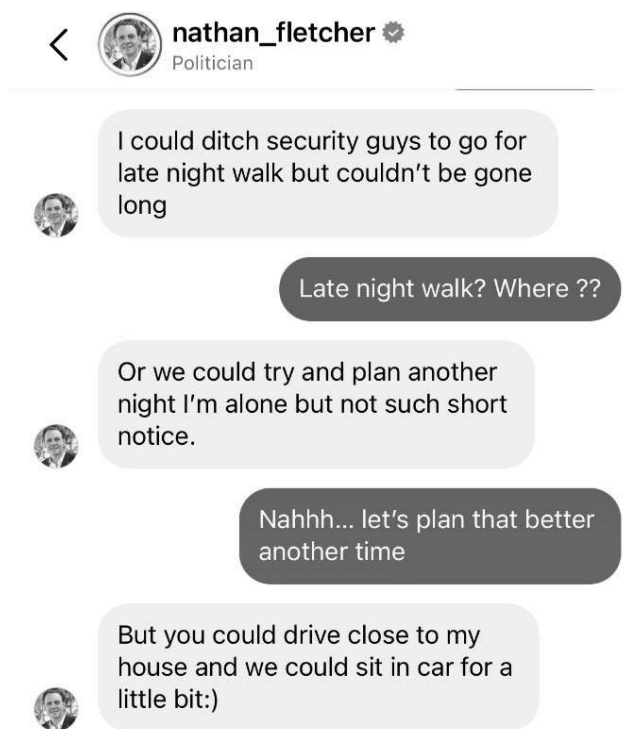 nathan_fletcher
Politician
I could ditch security guys to go for
late night walk but couldn’t be gone
long
Late night walk? Where ??
Or we could try and plan another
night I’m alone but not such short
notice.
Nahhh... let’s plan that better
another time
But you could drive close to my
house and we could sit in car for a
little bit:)